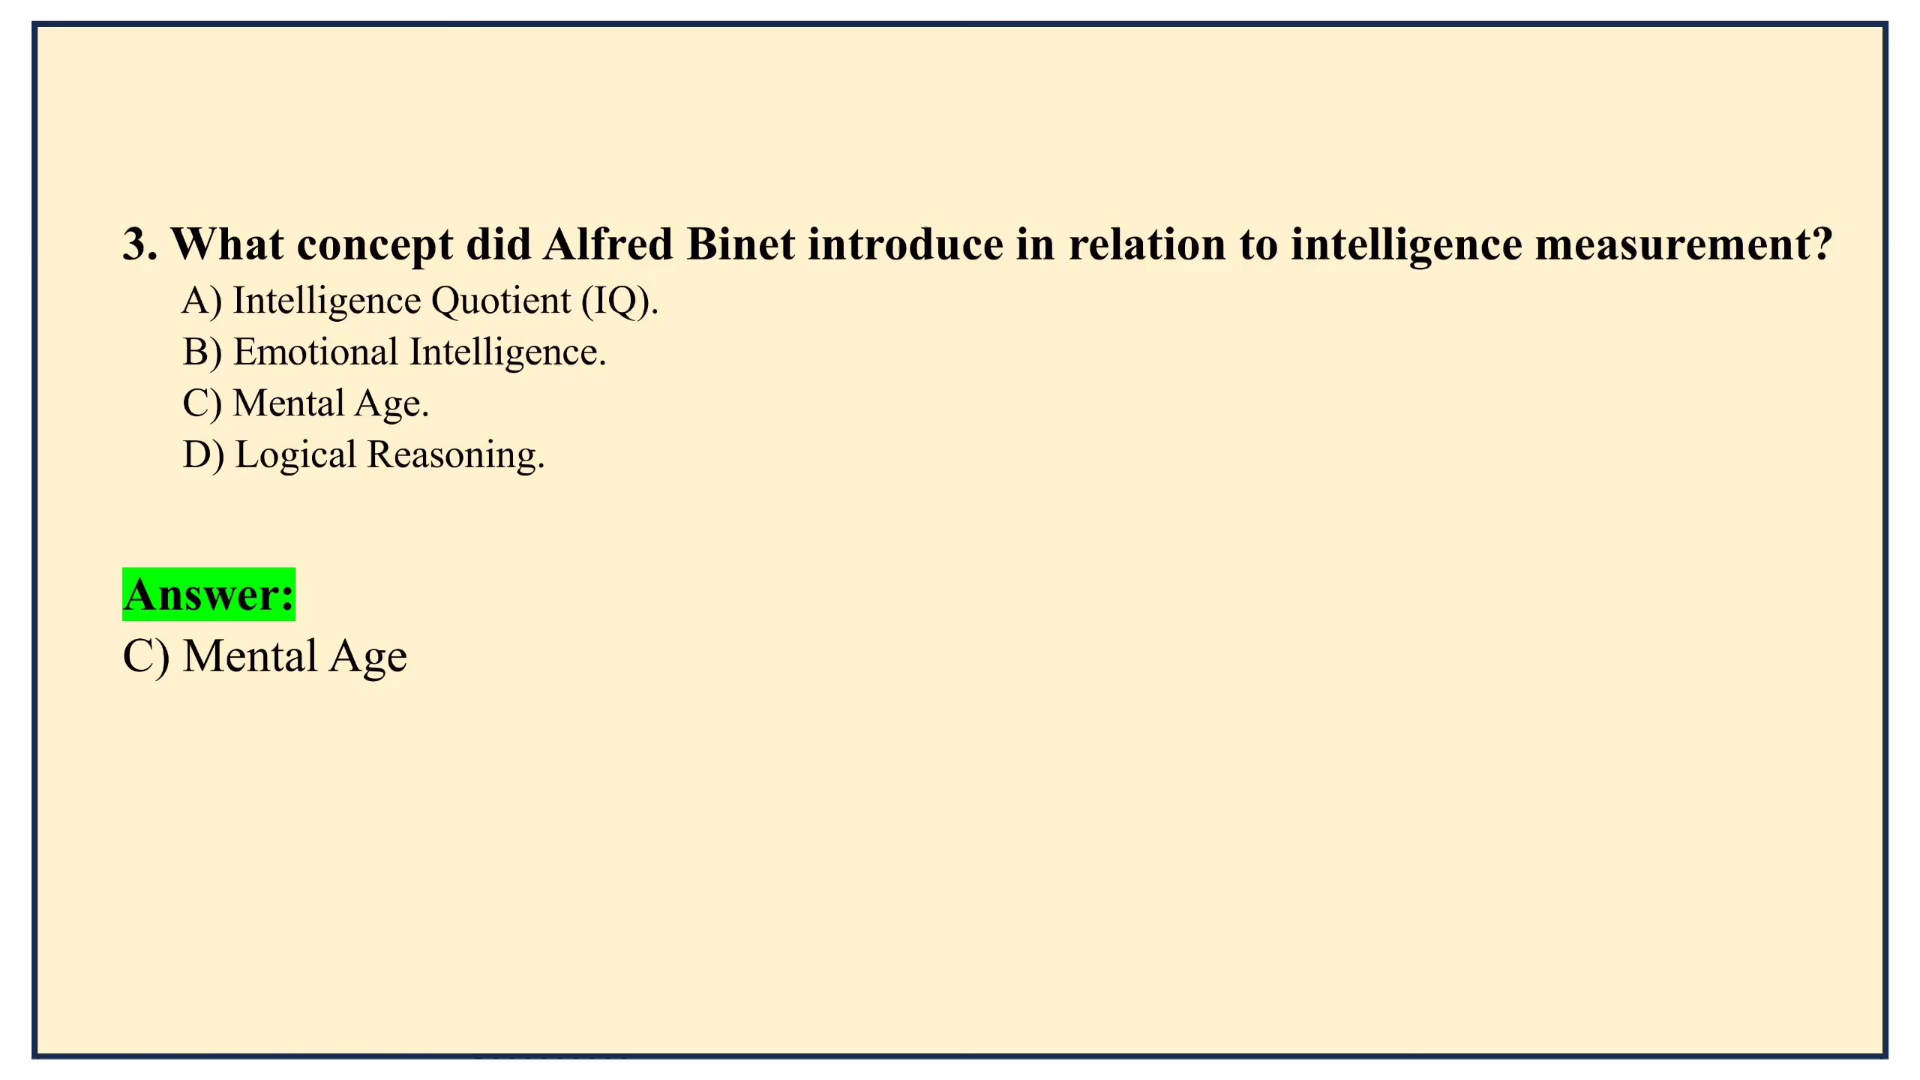 3. What concept did Alfred Binet introduce in relation to intelligence measurement?
A) Intelligence Quotient (IQ).
B) Emotional Intelligence.
C) Mental Age.
D) Logical Reasoning.
Answer:
C) Mental Age